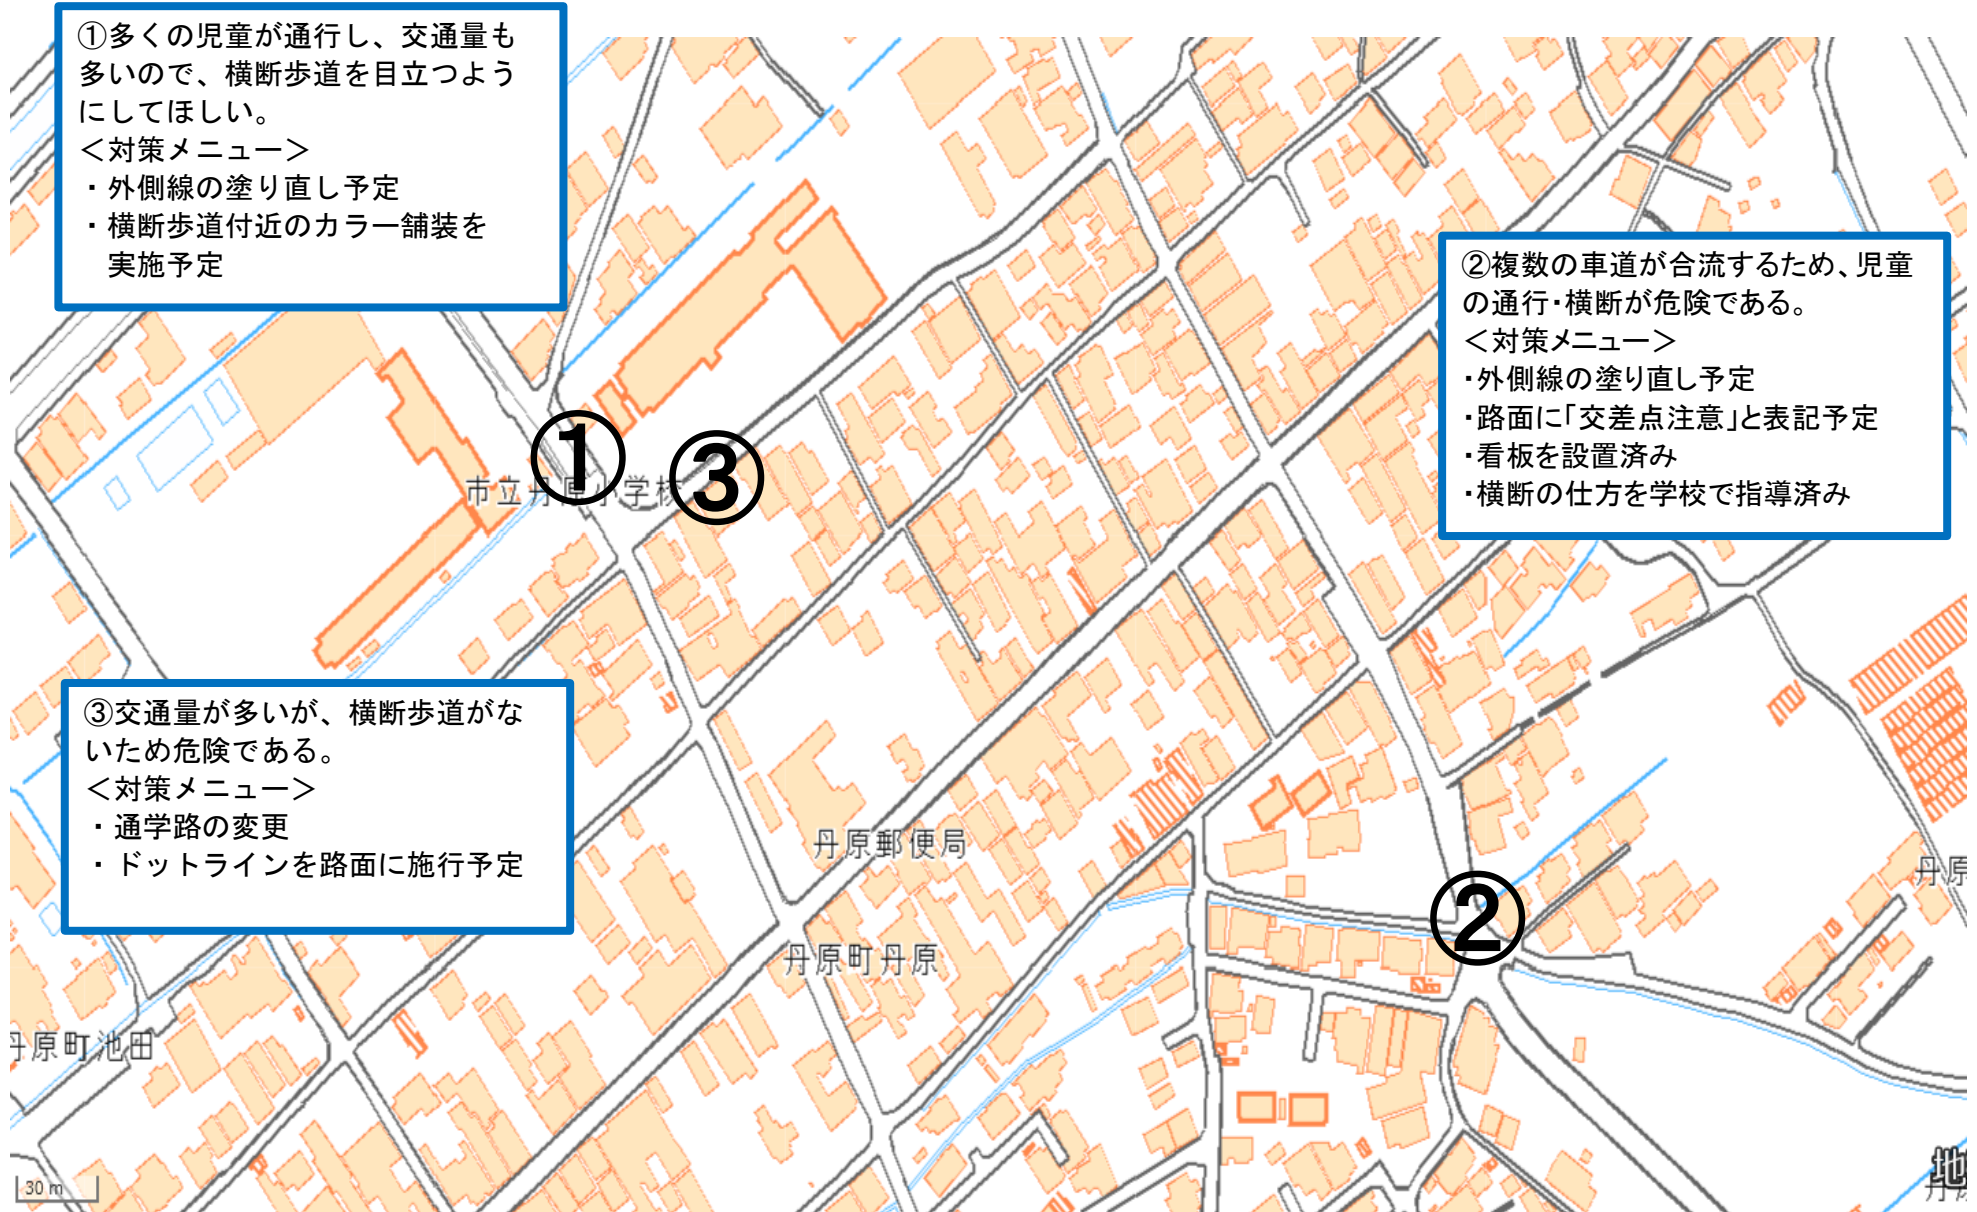 ①多くの児童が通行し、交通量も
多いので、横断歩道を目立つよう
にしてほしい。
＜対策メニュー＞
・外側線の塗り直し予定
・横断歩道付近のカラー舗装を
実施予定
②複数の車道が合流するため、児童
の通行・横断が危険である。
＜対策メニュー＞
・外側線の塗り直し予定
・路面に「交差点注意」と表記予定
・看板を設置済み
・横断の仕方を学校で指導済み
①
③
市立丹原小学校
③交通量が多いが、横断歩道がな
いため危険である。
＜対策メニュー＞
・通学路の変更
・ドットラインを路面に施行予定
丹原郵便局
丹原
②
丹原町丹原
丹原町池田
30 m
地
丹原